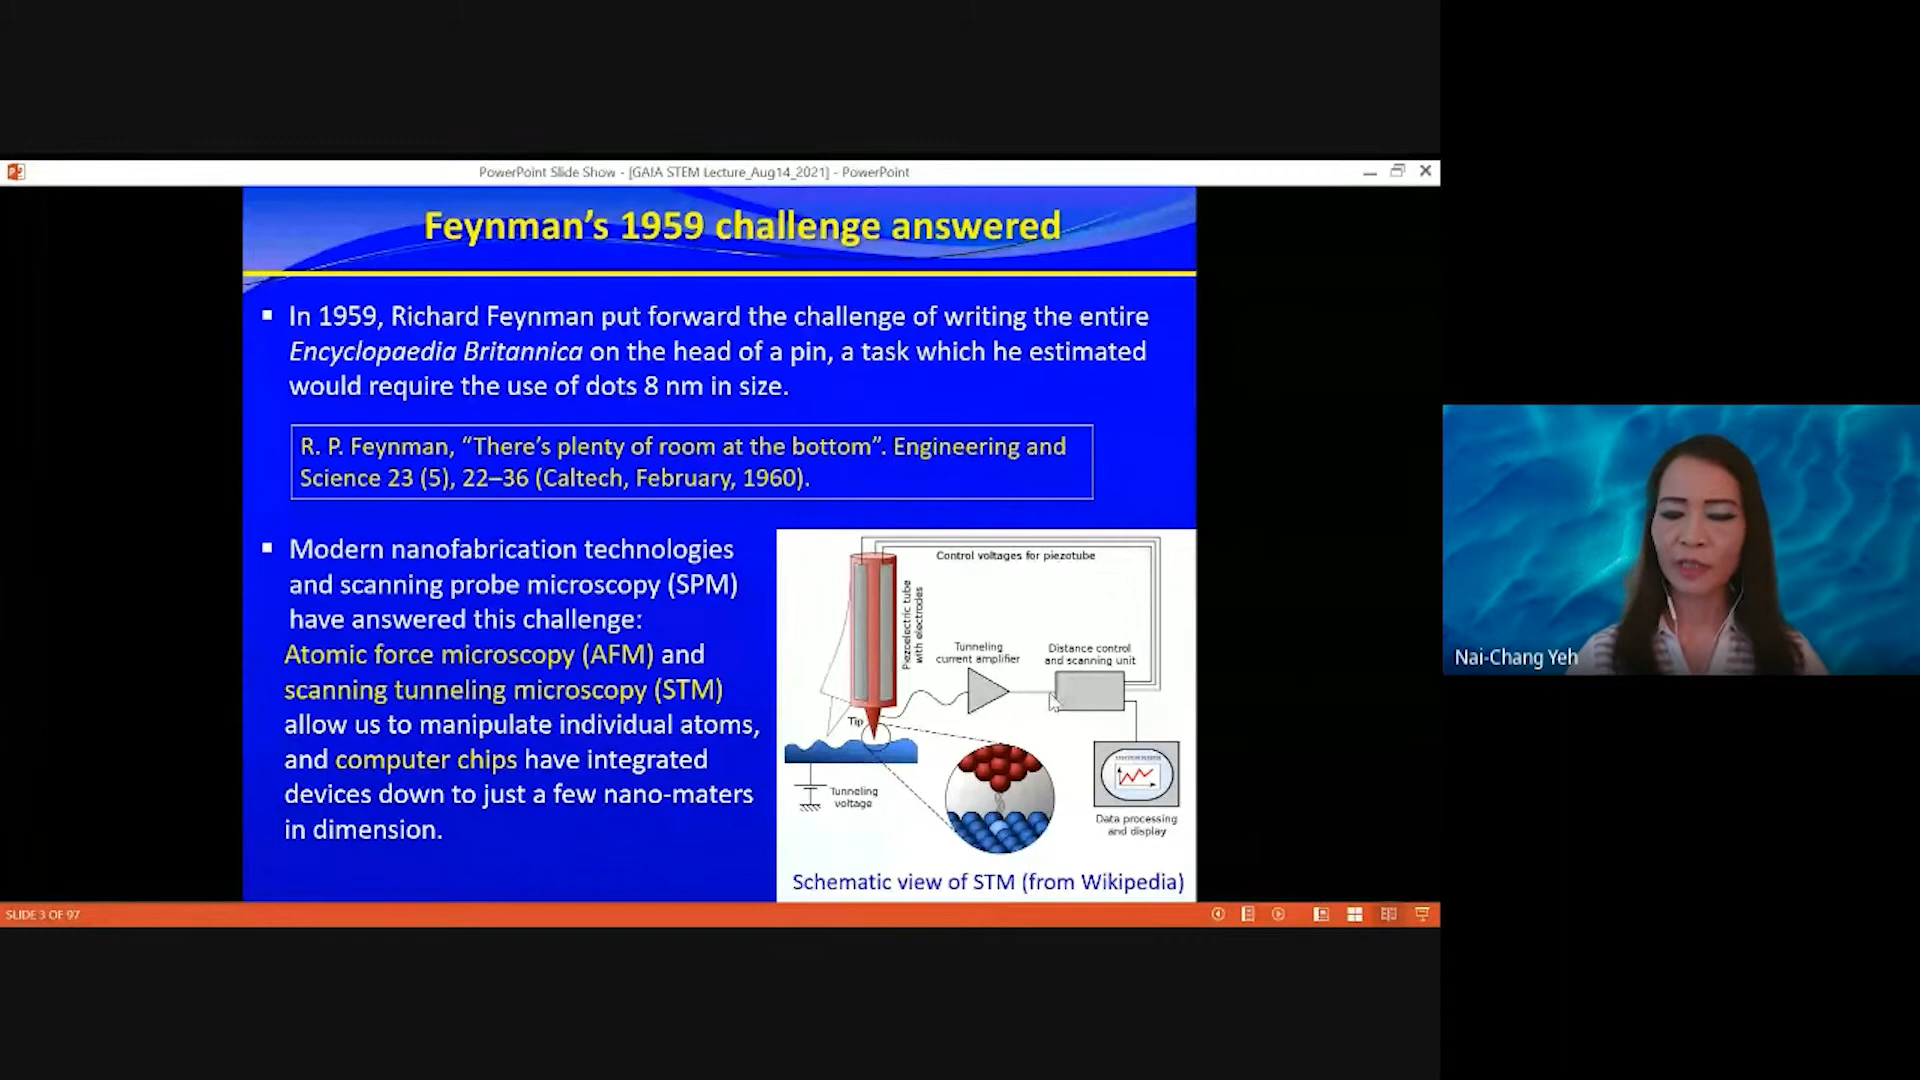 PowerPoint Slide Show - [GAIA STEM Lecture_Aug14_2021] - PowerPoint
Feynman's 1959 challenge answered
▪ In 1959, Richard Feynman put forward the challenge of writing the entire
Encyclopaedia Britannica on the head of a pin, a task which he estimated
would require the use of dots 8 nm in size.
R. P. Feynman, “There's plenty of room at the bottom”. Engineering and
Science 23 (5), 22–36 (Caltech, February, 1960).
▪ Modern nanofabrication technologies
and scanning probe microscopy (SPM)
have answered this challenge:
Atomic force microscopy (AFM) and
scanning tunneling microscopy (STM)
allow us to manipulate individual atoms,
and computer chips have integrated
devices down to just a few nano-maters
in dimension.
Control voltages for piezotube
Piezoelectric tube
with electrodes
Tunneling
current amplifier
Distance control
and scanning unit
Tip
Tunneling
voltage
Data processing
and display
Schematic view of STM (from Wikipedia)
Nai-Chang Yeh
SLIDE 3 OF 97